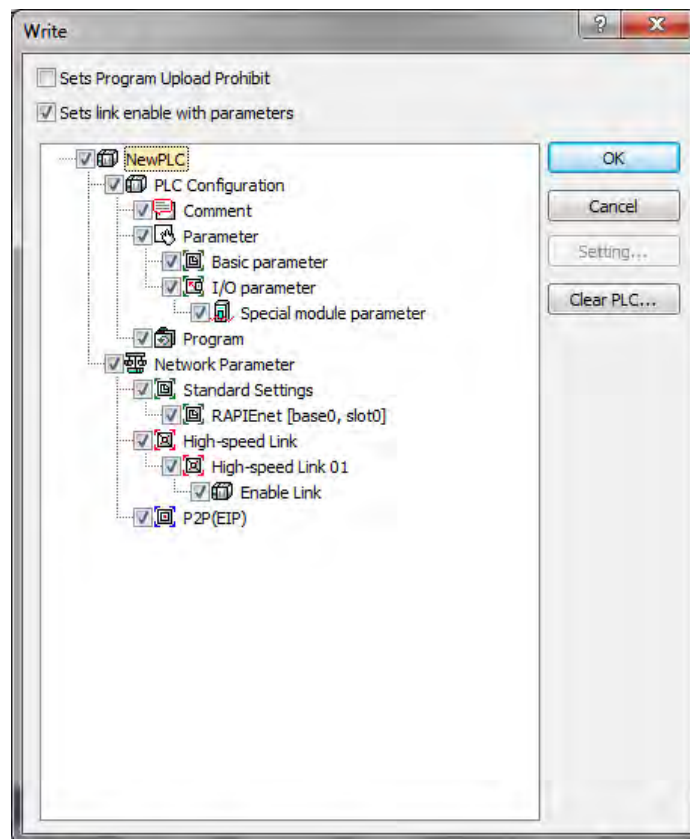 Write
Sets Program Upload Prohibit
Sets link enable with parameters
NewPLC
PLC Configuration
Comment
Parameter
Basic parameter
I/O parameter
Special module parameter
Program
Network Parameter
Standard Settings
RAPIEnet [base0, slot0]
High-speed Link
High-speed Link 01
Enable Link
P2P(EIP)
OK
Cancel
Setting...
Clear PLC...